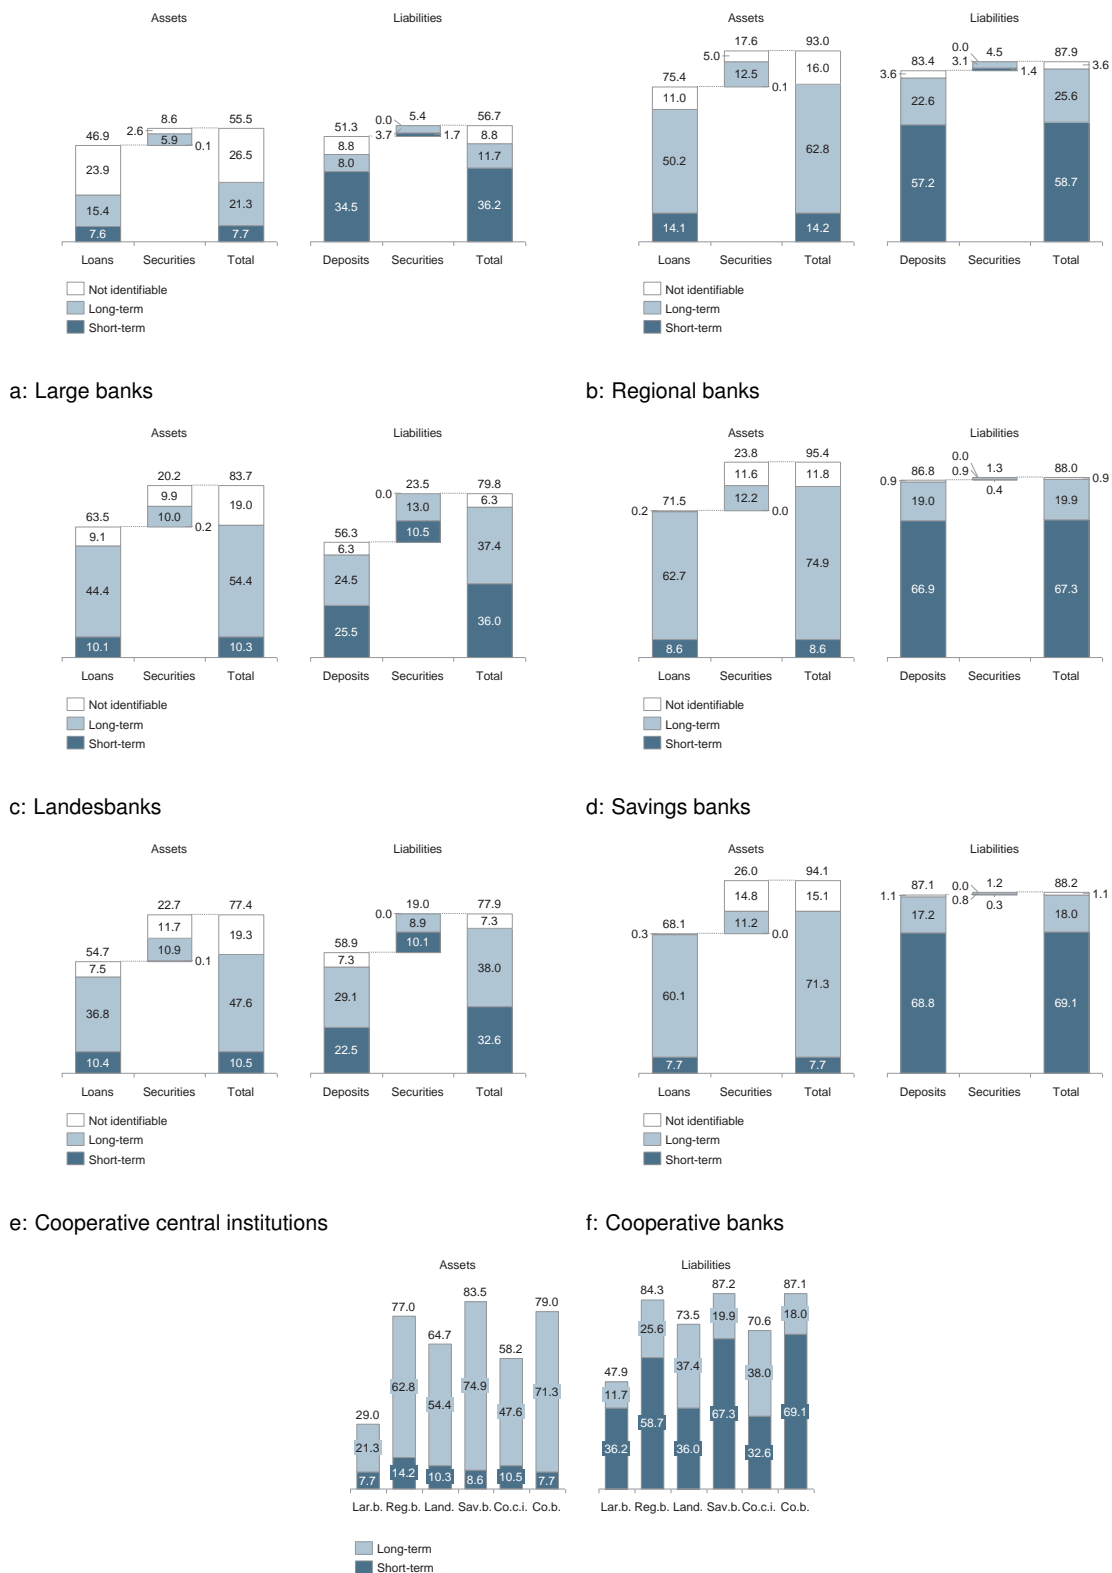 Assets
Liabilities
46.9
8.6
55.5
2.6
5.9
0.1
23.9
26.5
15.4
21.3
7.6
7.7
Loans
Securities
Total
51.3
0.0
5.4
56.7
3.7
1.7
8.8
8.8
8.0
11.7
34.5
36.2
Deposits
Securities
Total
Not identifiable
Long-term
Short-term
Assets
Liabilities
17.6
93.0
5.0
75.4
12.5
0.1
16.0
11.0
50.2
62.8
14.1
14.2
Loans
Securities
Total
83.4
0.0
4.5
87.9
3.1
1.4
3.6
3.6
22.6
25.6
57.2
58.7
Deposits
Securities
Total
Not identifiable
Long-term
Short-term
a: Large banks
b: Regional banks
Assets
Liabilities
63.5
20.2
83.7
9.9
10.0
0.2
9.1
19.0
44.4
54.4
10.1
10.3
Loans
Securities
Total
23.5
79.8
0.0
13.0
6.3
10.5
56.3
6.3
24.5
37.4
25.5
36.0
Deposits
Securities
Total
Not identifiable
Long-term
Short-term
Assets
Liabilities
23.8
95.4
11.6
11.8
12.2
0.0
0.2
71.5
62.7
74.9
8.6
8.6
Loans
Securities
Total
86.8
0.0
0.9
1.3
88.0
0.9
0.4
0.9
19.0
19.9
66.9
67.3
Deposits
Securities
Total
Not identifiable
Long-term
Short-term
c: Landesbanks
d: Savings banks
Assets
Liabilities
22.7
77.4
11.7
10.9
0.1
54.7
7.5
19.3
36.8
47.6
10.4
10.5
Loans
Securities
Total
19.0
77.9
0.0
8.9
7.3
10.1
58.9
7.3
29.1
38.0
22.5
32.6
Deposits
Securities
Total
Not identifiable
Long-term
Short-term
Assets
Liabilities
26.0
94.1
14.8
15.1
11.2
0.0
0.3
68.1
60.1
71.3
7.7
7.7
Loans
Securities
Total
87.1
0.0
1.2
88.2
1.1
0.8
0.3
1.1
17.2
18.0
68.8
69.1
Deposits
Securities
Total
Not identifiable
Long-term
Short-term
e: Cooperative central institutions
f: Cooperative banks
Assets
Liabilities
29.0
77.0
64.7
83.5
58.2
79.0
21.3
62.8
54.4
74.9
47.6
71.3
7.7
14.2
10.3
8.6
10.5
7.7
Lar.b. Reg.b. Land. Sav.b. Co.c.i. Co.b.
47.9
84.3
73.5
87.2
70.6
87.1
11.7
25.6
37.4
19.9
38.0
18.0
36.2
58.7
36.0
67.3
32.6
69.1
Lar.b. Reg.b. Land. Sav.b. Co.c.i. Co.b.
Long-term
Short-term